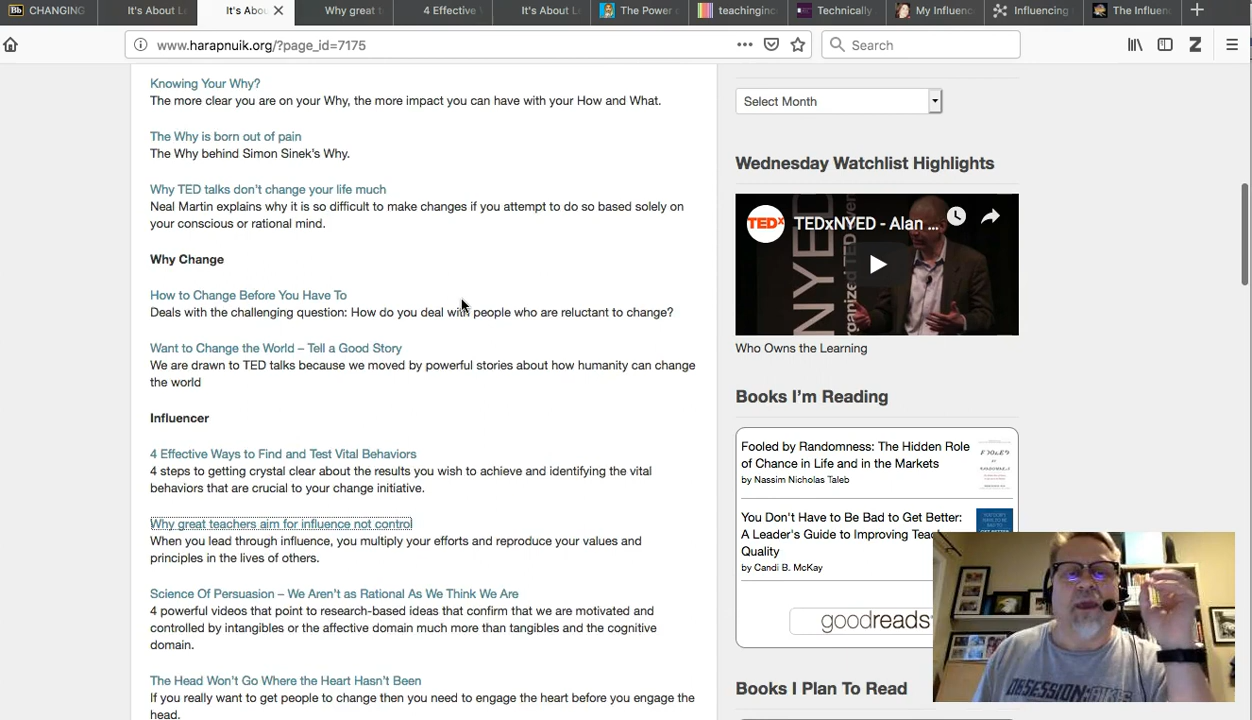 CHANGING
It's About Le
It's Abou
Why great t
4 Effective
It's About Le
The Power o
teachinginc
Technically
My Influenc
Influencing
The Influenc
www.harapnuik.org/?page_id=7175
Search
Knowing Your Why?
The more clear you are on your Why, the more impact you can have with your How and What.
The Why is born out of pain
The Why behind Simon Sinek's Why.
Why TED talks don't change your life much
Neal Martin explains why it is so difficult to make changes if you attempt to do so based solely on
your conscious or rational mind.
Why Change
How to Change Before You Have To
Deals with the challenging question: How do you deal with people who are reluctant to change?
Want to Change the World – Tell a Good Story
We are drawn to TED talks because we moved by powerful stories about how humanity can change
the world
Influencer
4 Effective Ways to Find and Test Vital Behaviors
4 steps to getting crystal clear about the results you wish to achieve and identifying the vital
behaviors that are crucial to your change initiative.
Why great teachers aim for influence not control
When you lead through influence, you multiply your efforts and reproduce your values and
principles in the lives of others.
Science Of Persuasion – We Aren't as Rational As We Think We Are
4 powerful videos that point to research-based ideas that confirm that we are motivated and
controlled by intangibles or the affective domain much more than tangibles and the cognitive
domain.
The Head Won't Go Where the Heart Hasn't Been
If you really want to get people to change then you need to engage the heart before you engage the
head.
Select Month
Wednesday Watchlist Highlights
TEDx
TEDxNYED - Alan ...
NYED
Who Owns the Learning
Books I'm Reading
Fooled by Randomness: The Hidden Role
of Chance in Life and in the Markets
by Nassim Nicholas Taleb
You Don't Have to Be Bad to Get Better:
A Leader's Guide to Improving Teac
Quality
by Candi B. McKay
goodreads
Books I Plan To Read
OBSESSION: